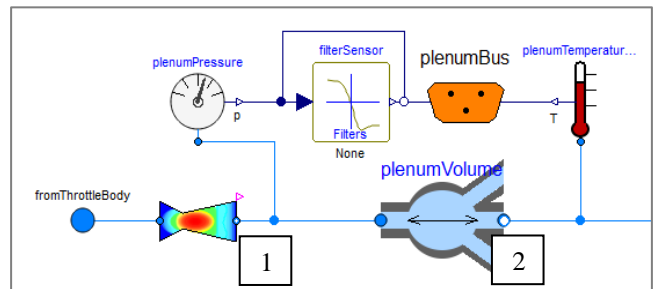 plenumPressure
filterSensor
plenumBus
plenumTemperatur...
p
Filters
None
T
plenumVolume
fromThrottleBody
1
2